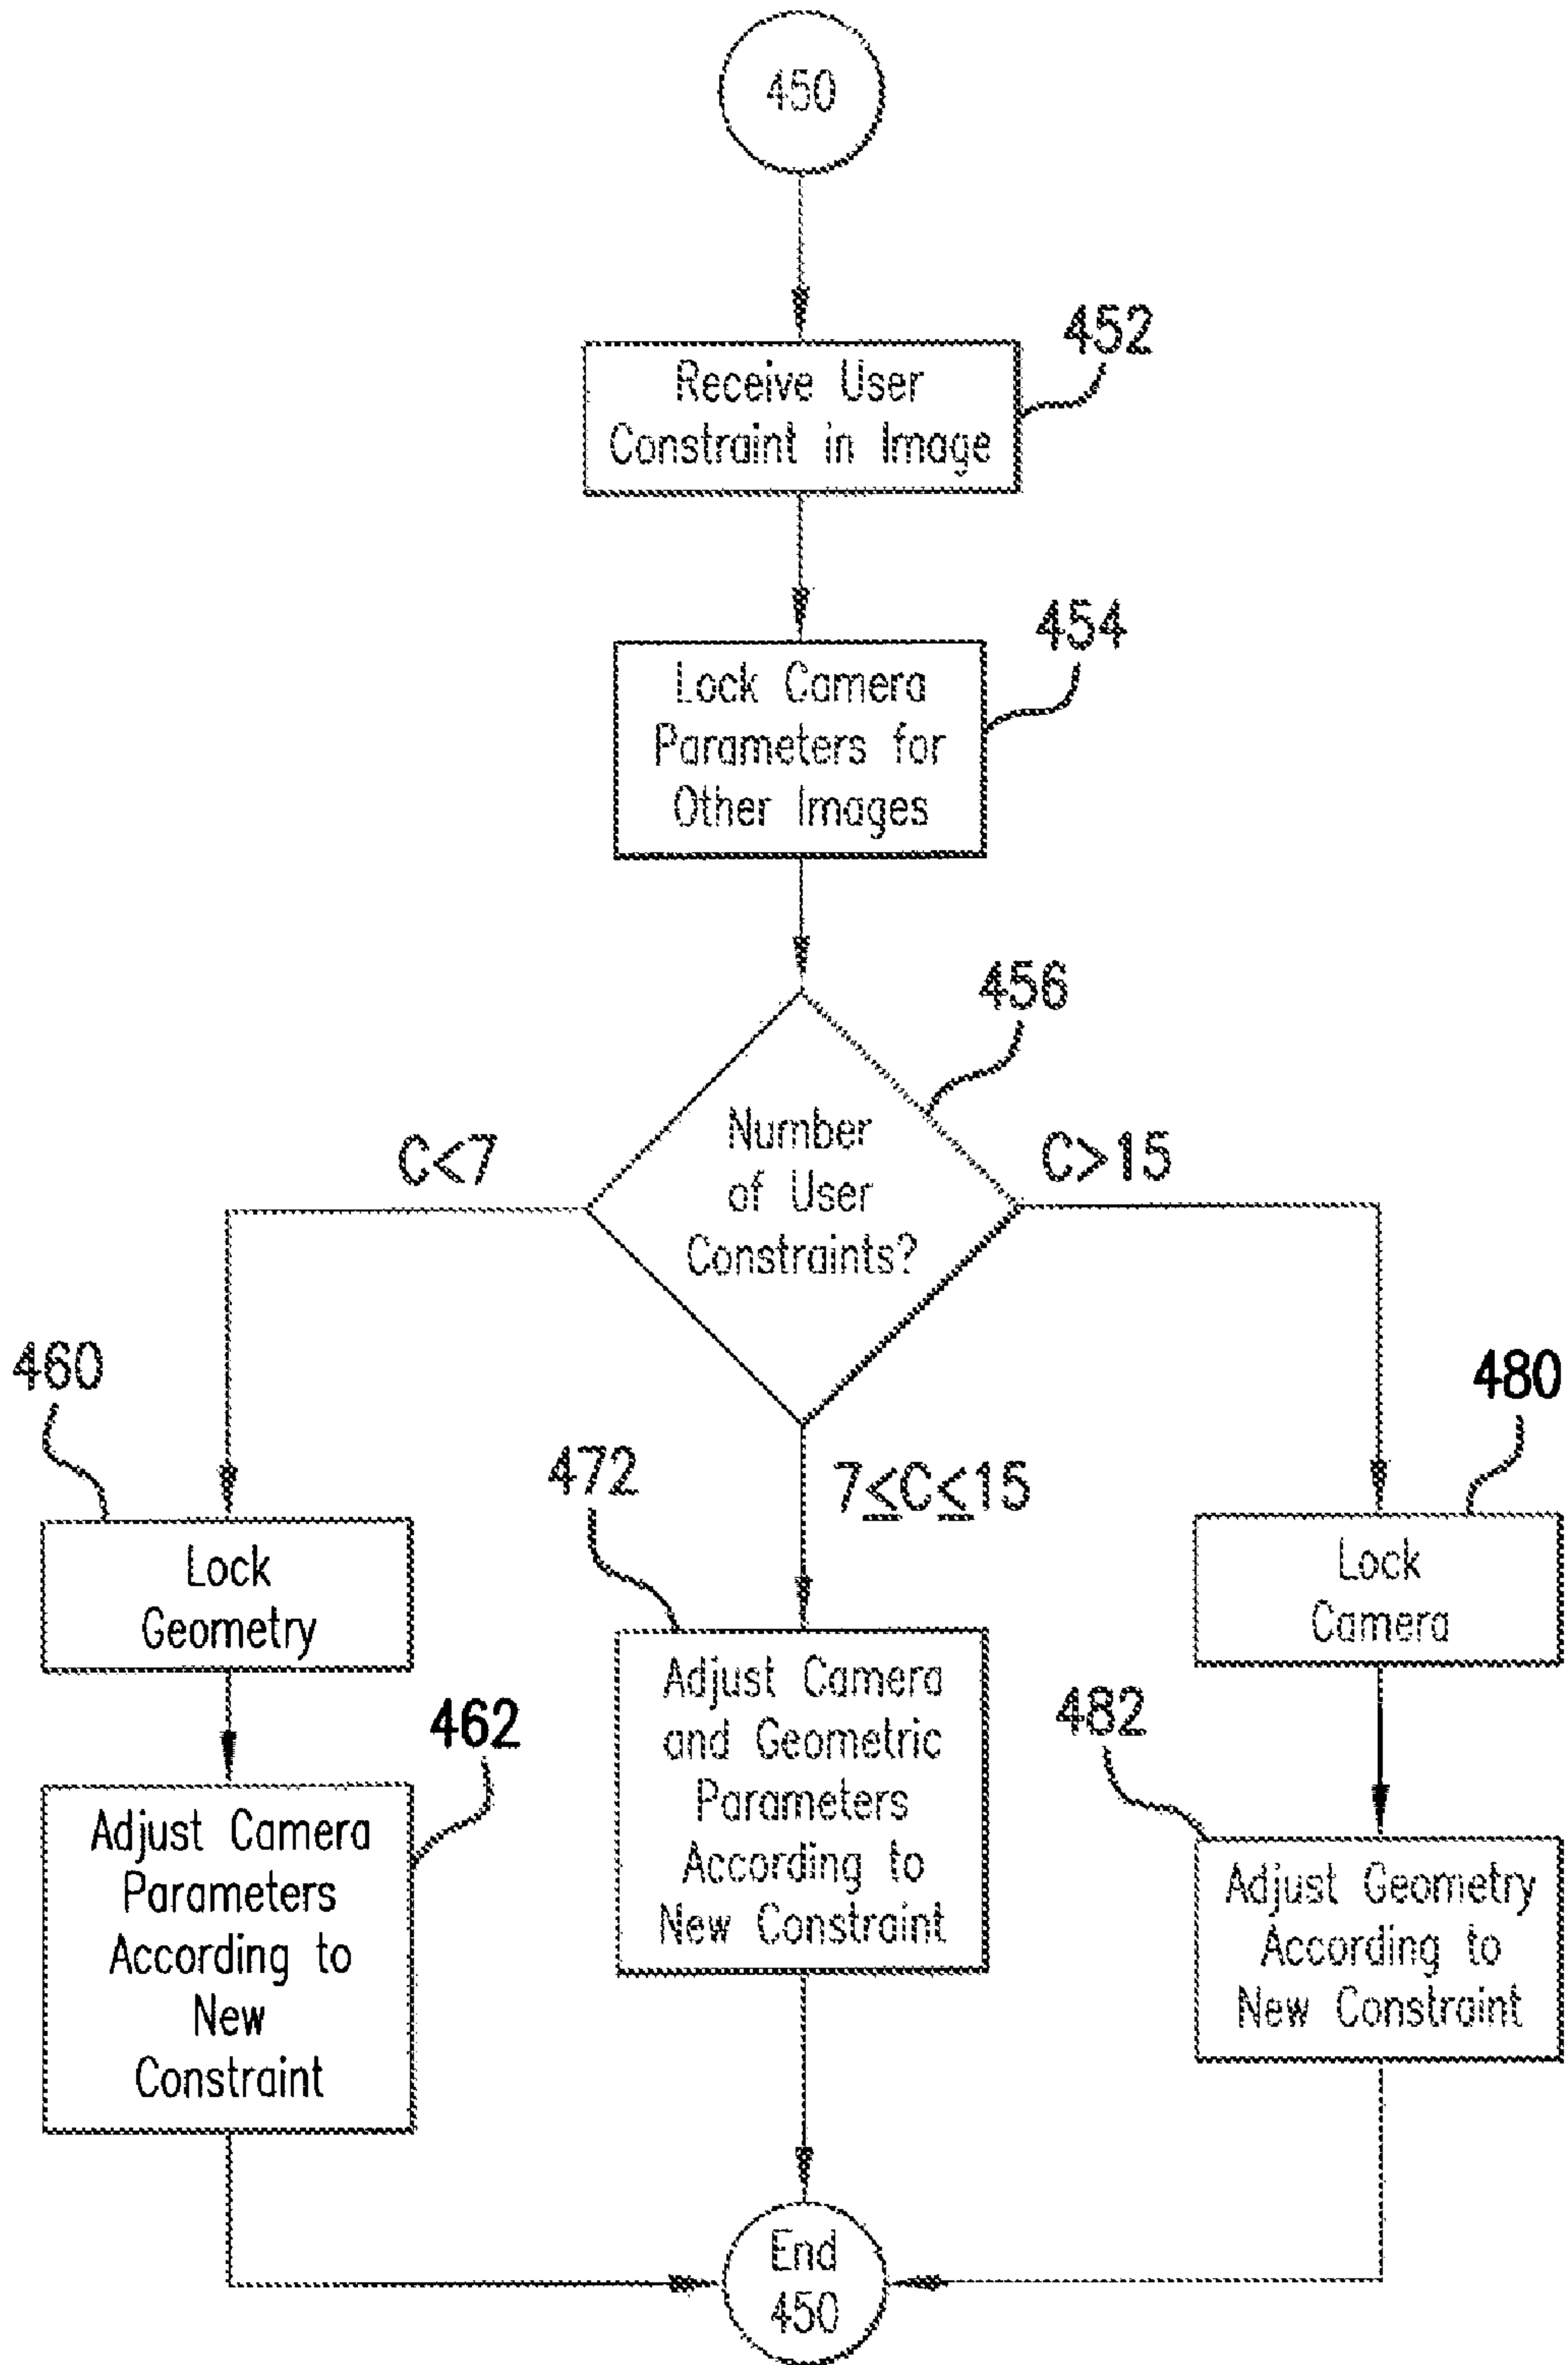 450
452
Receive User
Constraint in Image
454
Lock Camera
Parameters for
Other Images
456
Number
of User
Constraints?
C<7
C>15
7≤C≤15
460
Lock
Geometry
462
Adjust Camera
Parameters
According to
New
Constraint
472
Adjust Camera
and Geometric
Parameters
According to
New Constraint
480
Lock
Camera
482
Adjust Geometry
According to
New Constraint
End
450